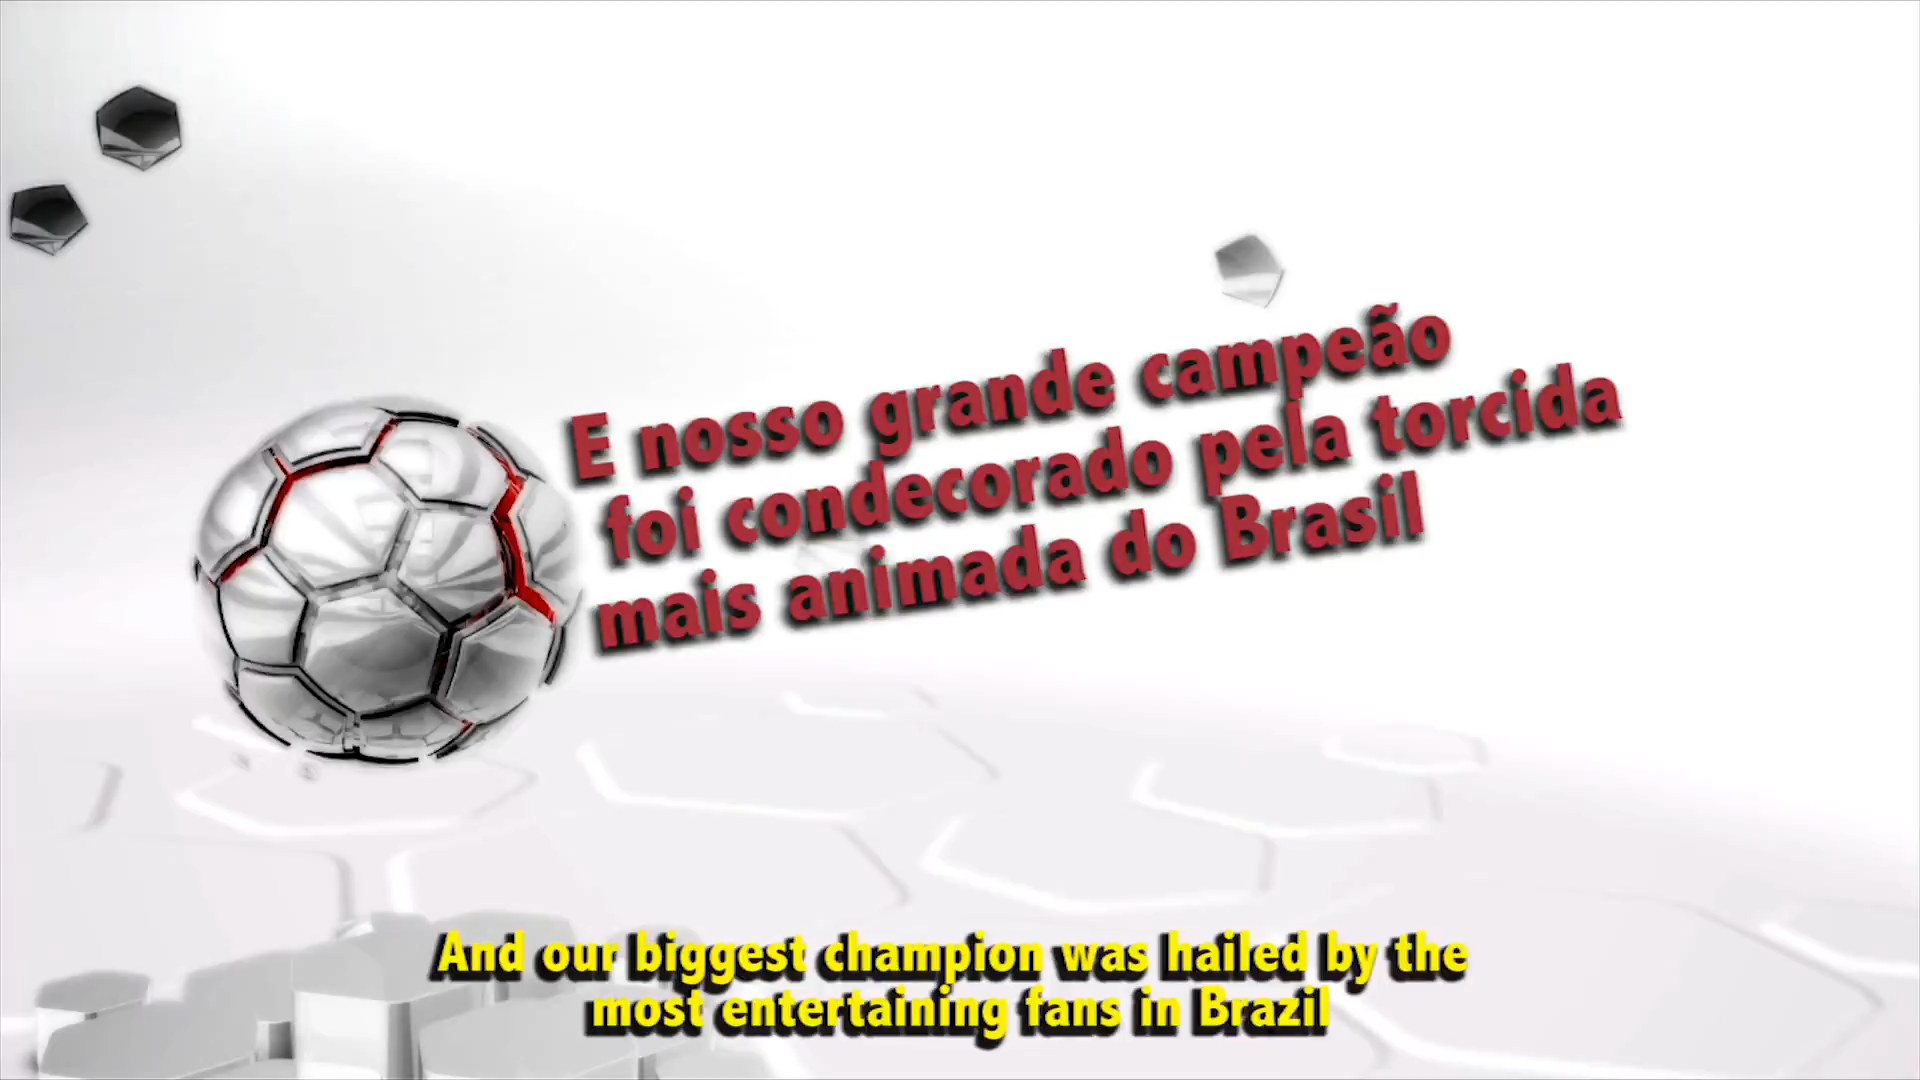 E nosso grande campeão
foi condecorado pela torcida
mais animada do Brasil
And our biggest champion was hailed by the
most entertaining fans in Brazil